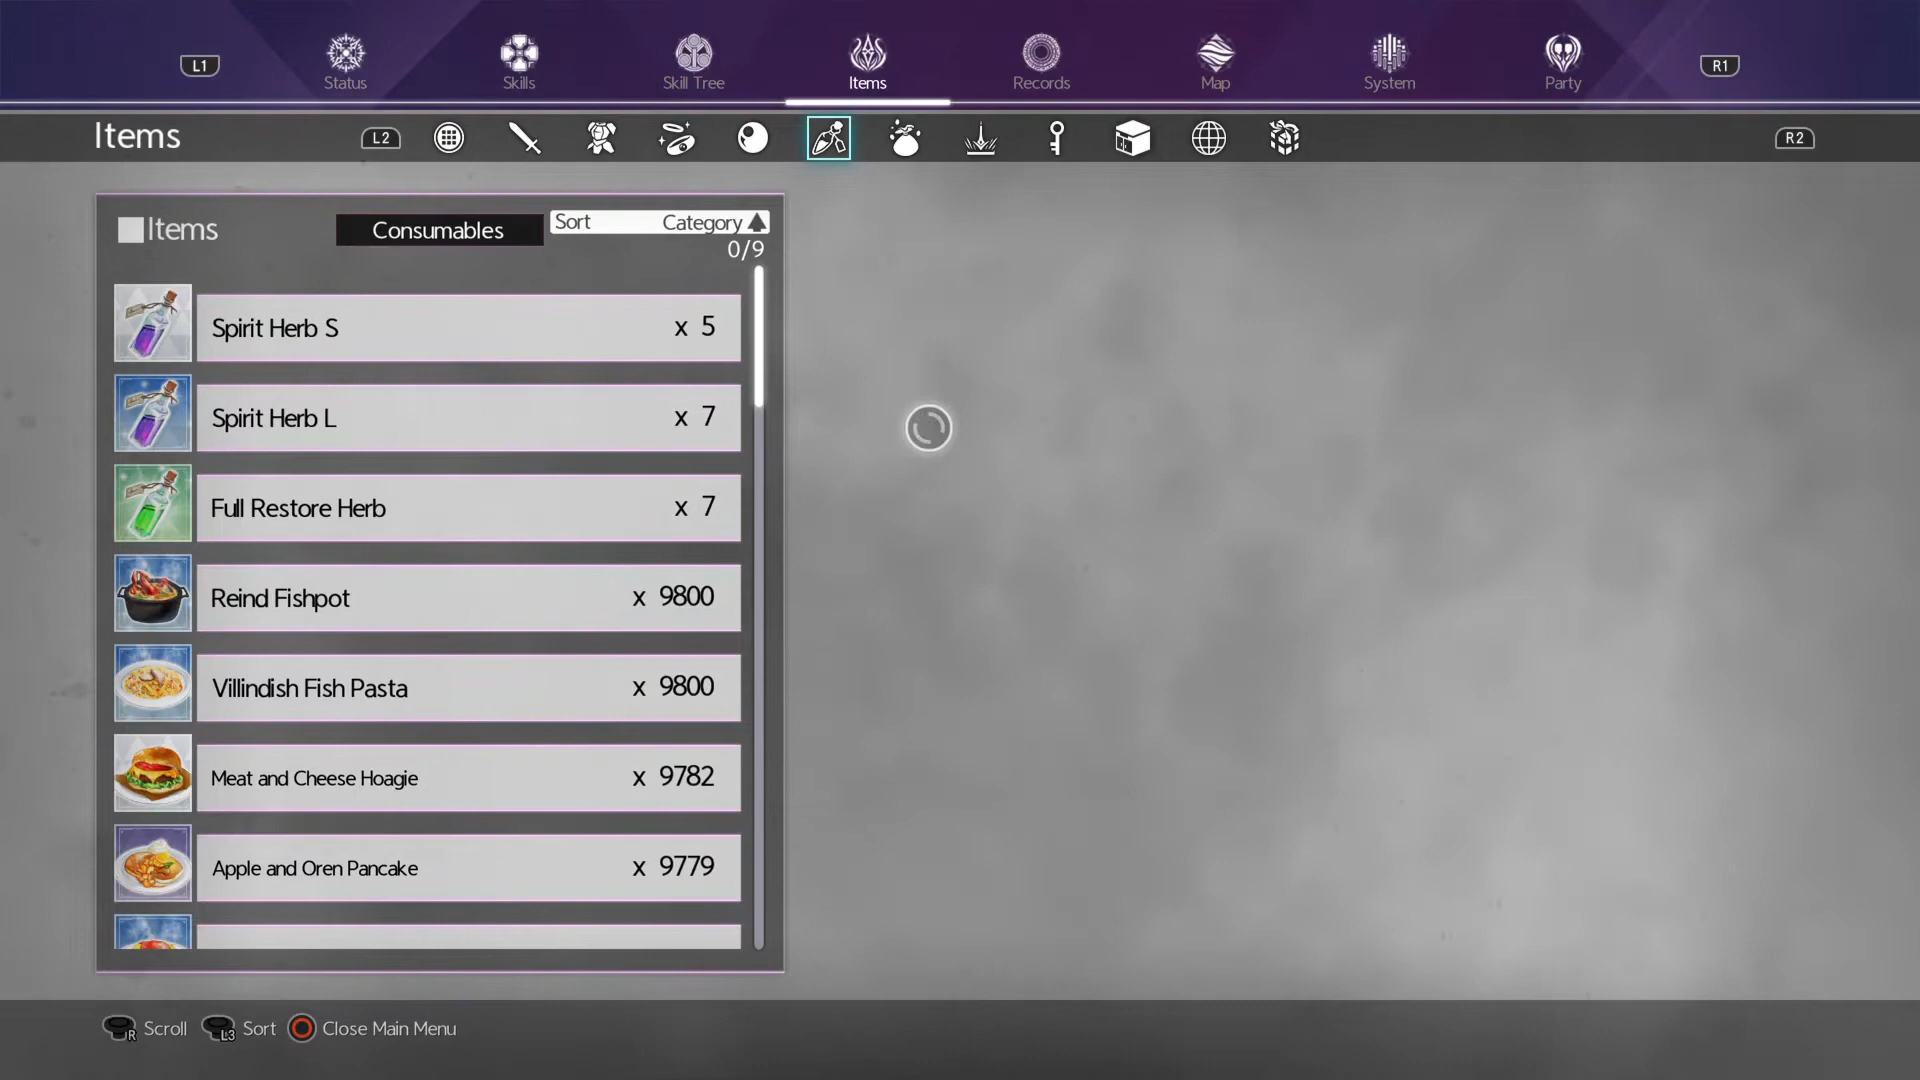 L1 Status Skills Skill Tree Items Records Map System Party R1
Items L2 R2
Items Consumables Sort Category
0/9
Spirit Herb S x 5
Spirit Herb L x 7
Full Restore Herb x 7
Reind Fishpot x 9800
Villindish Fish Pasta x 9800
Meat and Cheese Hoagie x 9782
Apple and Oren Pancake x 9779
R Scroll L3 Sort Close Main Menu